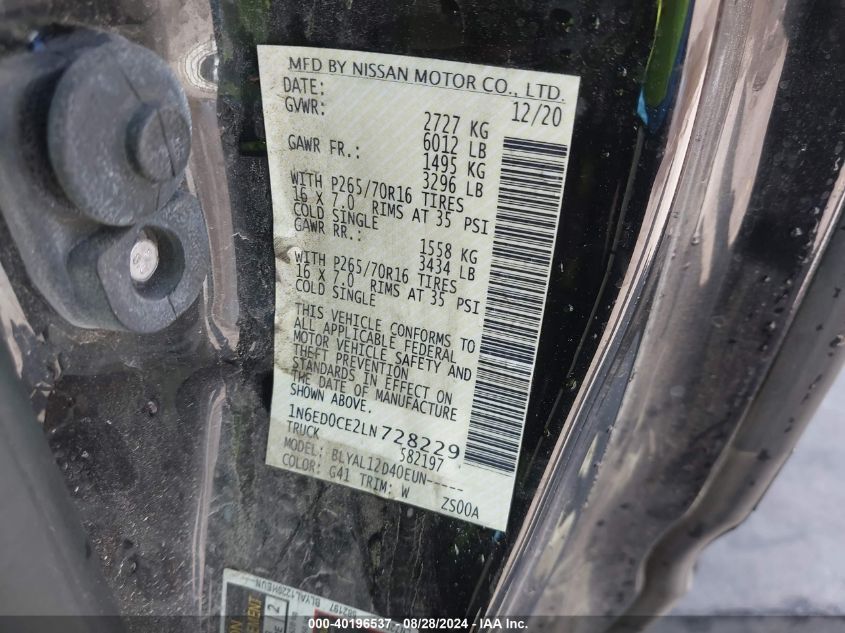 MFD BY NISSAN MOTOR CO., LTD.
DATE: 12/20
GVWR: 2727 KG
6012 LB
GAWR FR.: 1495 KG
3296 LB
WITH P265/70R16 TIRES
16 X 7.0 RIMS AT 35 PSI
COLD SINGLE
GAWR RR.: 1558 KG
3434 LB
WITH P265/70R16 TIRES
16 X 7.0 RIMS AT 35 PSI
COLD SINGLE
THIS VEHICLE CONFORMS TO
ALL APPLICABLE FEDERAL
MOTOR VEHICLE SAFETY AND
THEFT PREVENTION
STANDARDS IN EFFECT ON
THE DATE OF MANUFACTURE
SHOWN ABOVE.
1N6ED0CE2LN728229
TRUCK 582197
MODEL: BLYAL12D40EUN-----
COLOR: G41 TRIM: W ZS00A
582197
2
000-40196537 - 08/28/2024 - IAAI.COM